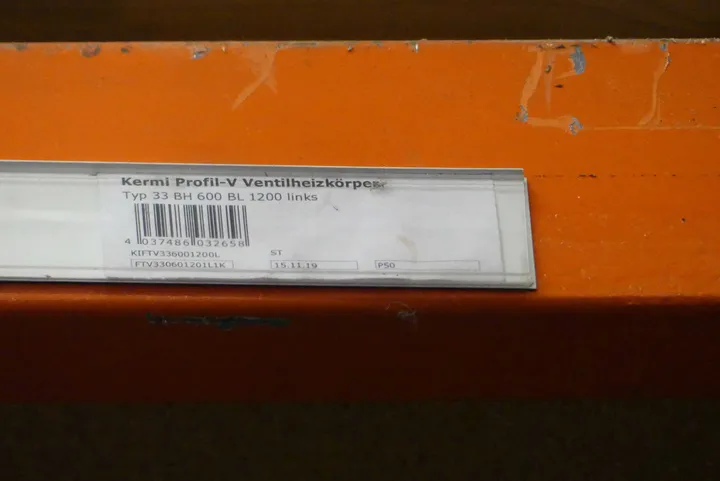 Kermi Profil-V Ventilheizkörper
Typ 33 BH 600 BL 1200 links
4 037486 032658
KIFTV336001200L ST
FTV330601201L1K 15.11.19 P50